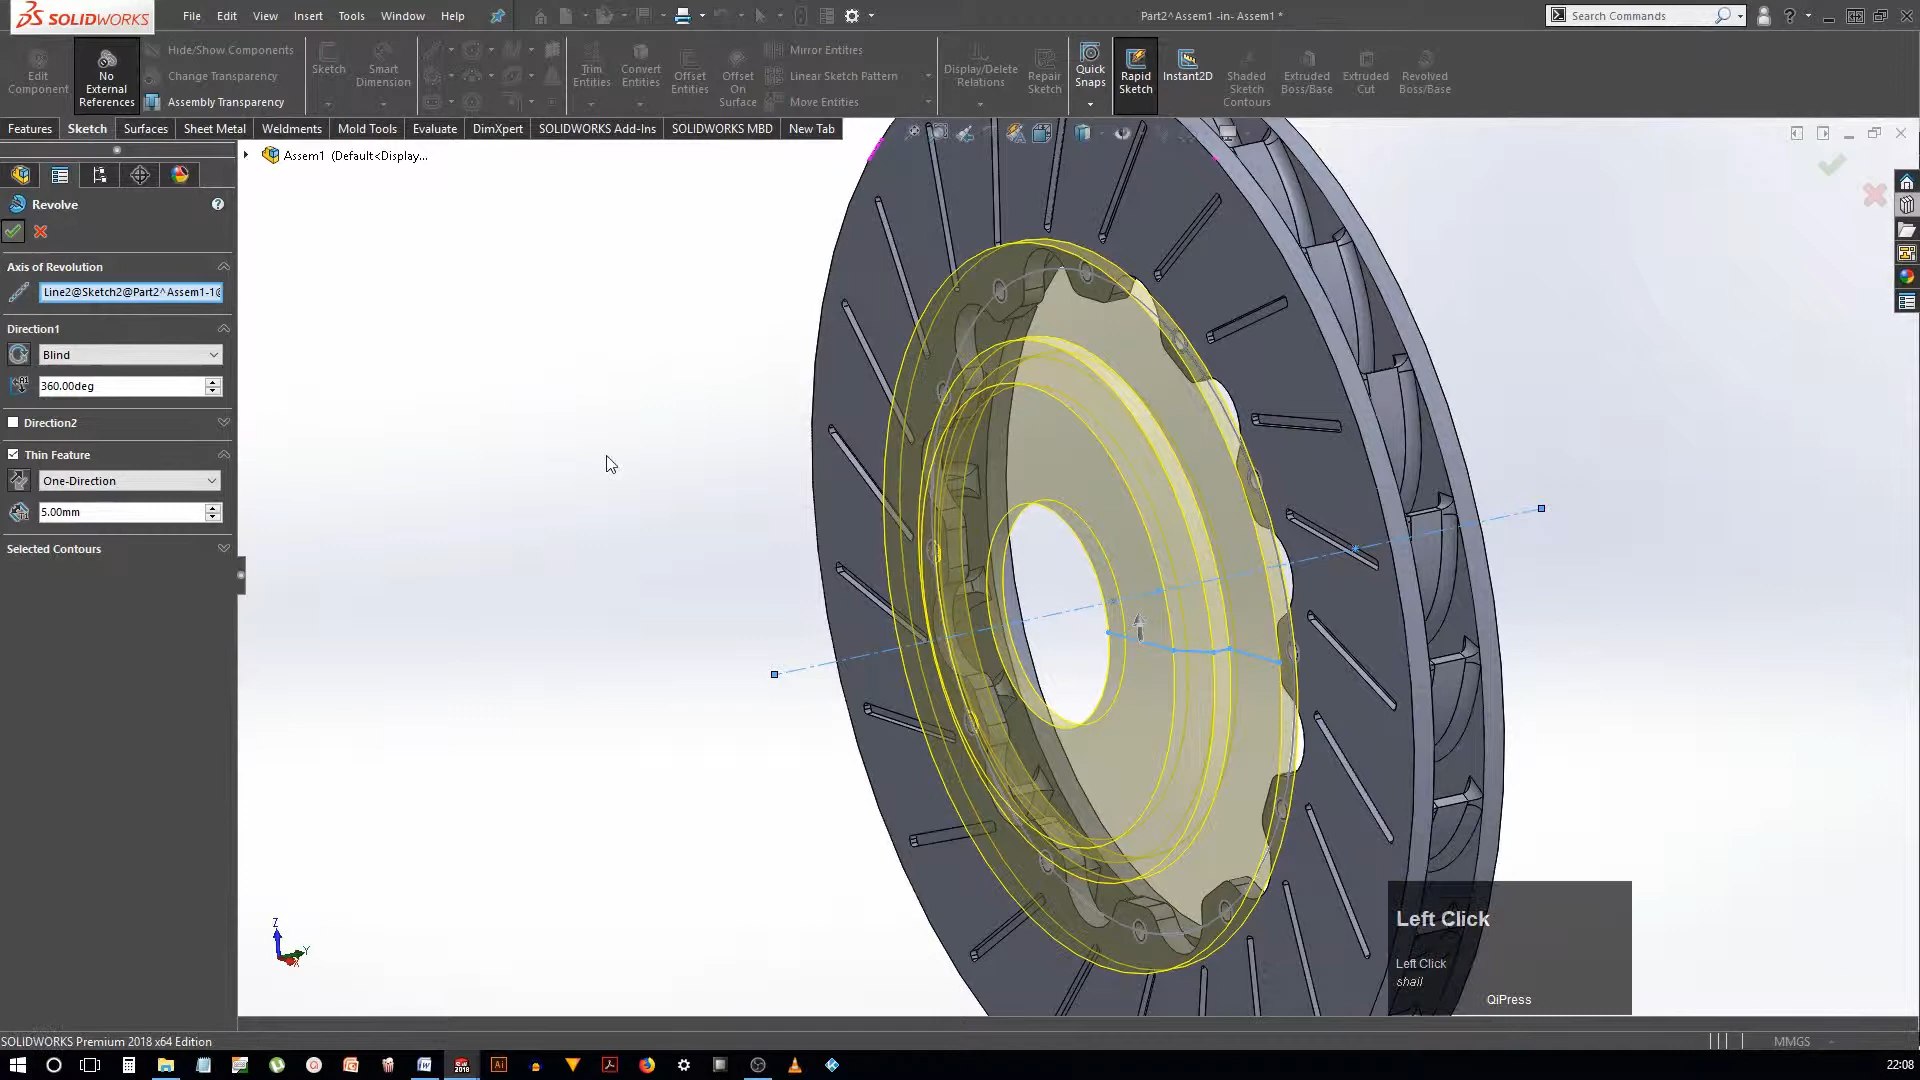 SOLIDWORKS
File Edit View Insert Tools Window Help
Part2^Assem1 -in- Assem1 *
Search Commands
Edit Component
No External References
Hide/Show Components
Change Transparency
Assembly Transparency
Sketch
Smart Dimension
Trim Entities
Convert Entities
Offset Entities
Offset On Surface
Mirror Entities
Linear Sketch Pattern
Move Entities
Display/Delete Relations
Repair Sketch
Quick Snaps
Rapid Sketch
Instant2D
Shaded Sketch Contours
Extruded Boss/Base
Extruded Cut
Revolved Boss/Base
Features Sketch Surfaces Sheet Metal Weldments Mold Tools Evaluate DimXpert SOLIDWORKS Add-Ins SOLIDWORKS MBD New Tab
Assem1 (Default<Display...
Revolve
Axis of Revolution
Line2@Sketch2@Part2^Assem1-1@
Direction1
Blind
360.00deg
Direction2
Thin Feature
One-Direction
5.00mm
Selected Contours
Z
Y
X
Left Click
Left Click
shail
QiPress
SOLIDWORKS Premium 2018 x64 Edition
MMGS
22:08